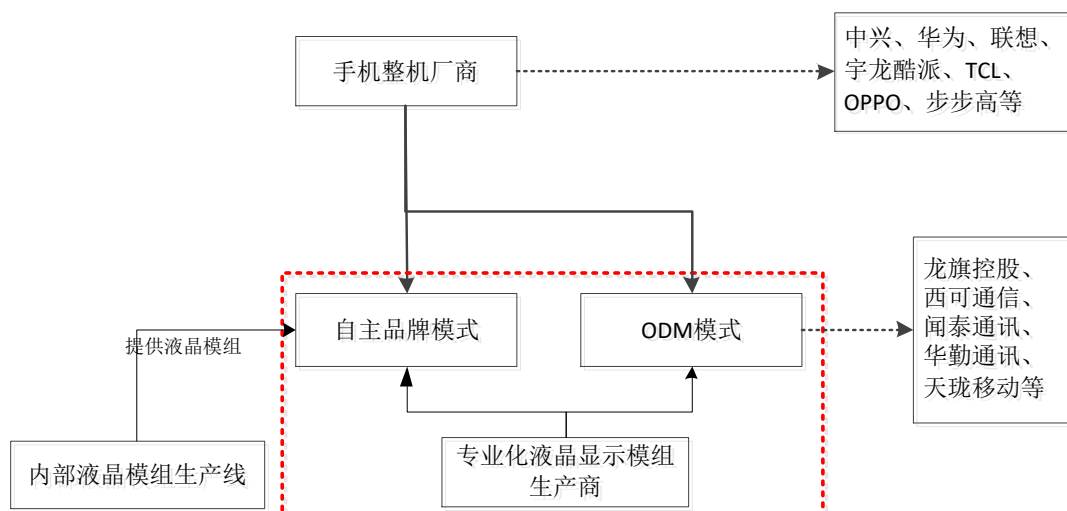 手机整机厂商
中兴、华为、联想、
宇龙酷派、TCL、
OPPO、步步高等
自主品牌模式
ODM模式
龙旗控股、
西可通信、
闻泰通讯、
华勤通讯、
天珑移动等
提供液晶模组
内部液晶模组生产线
专业化液晶显示模组
生产商